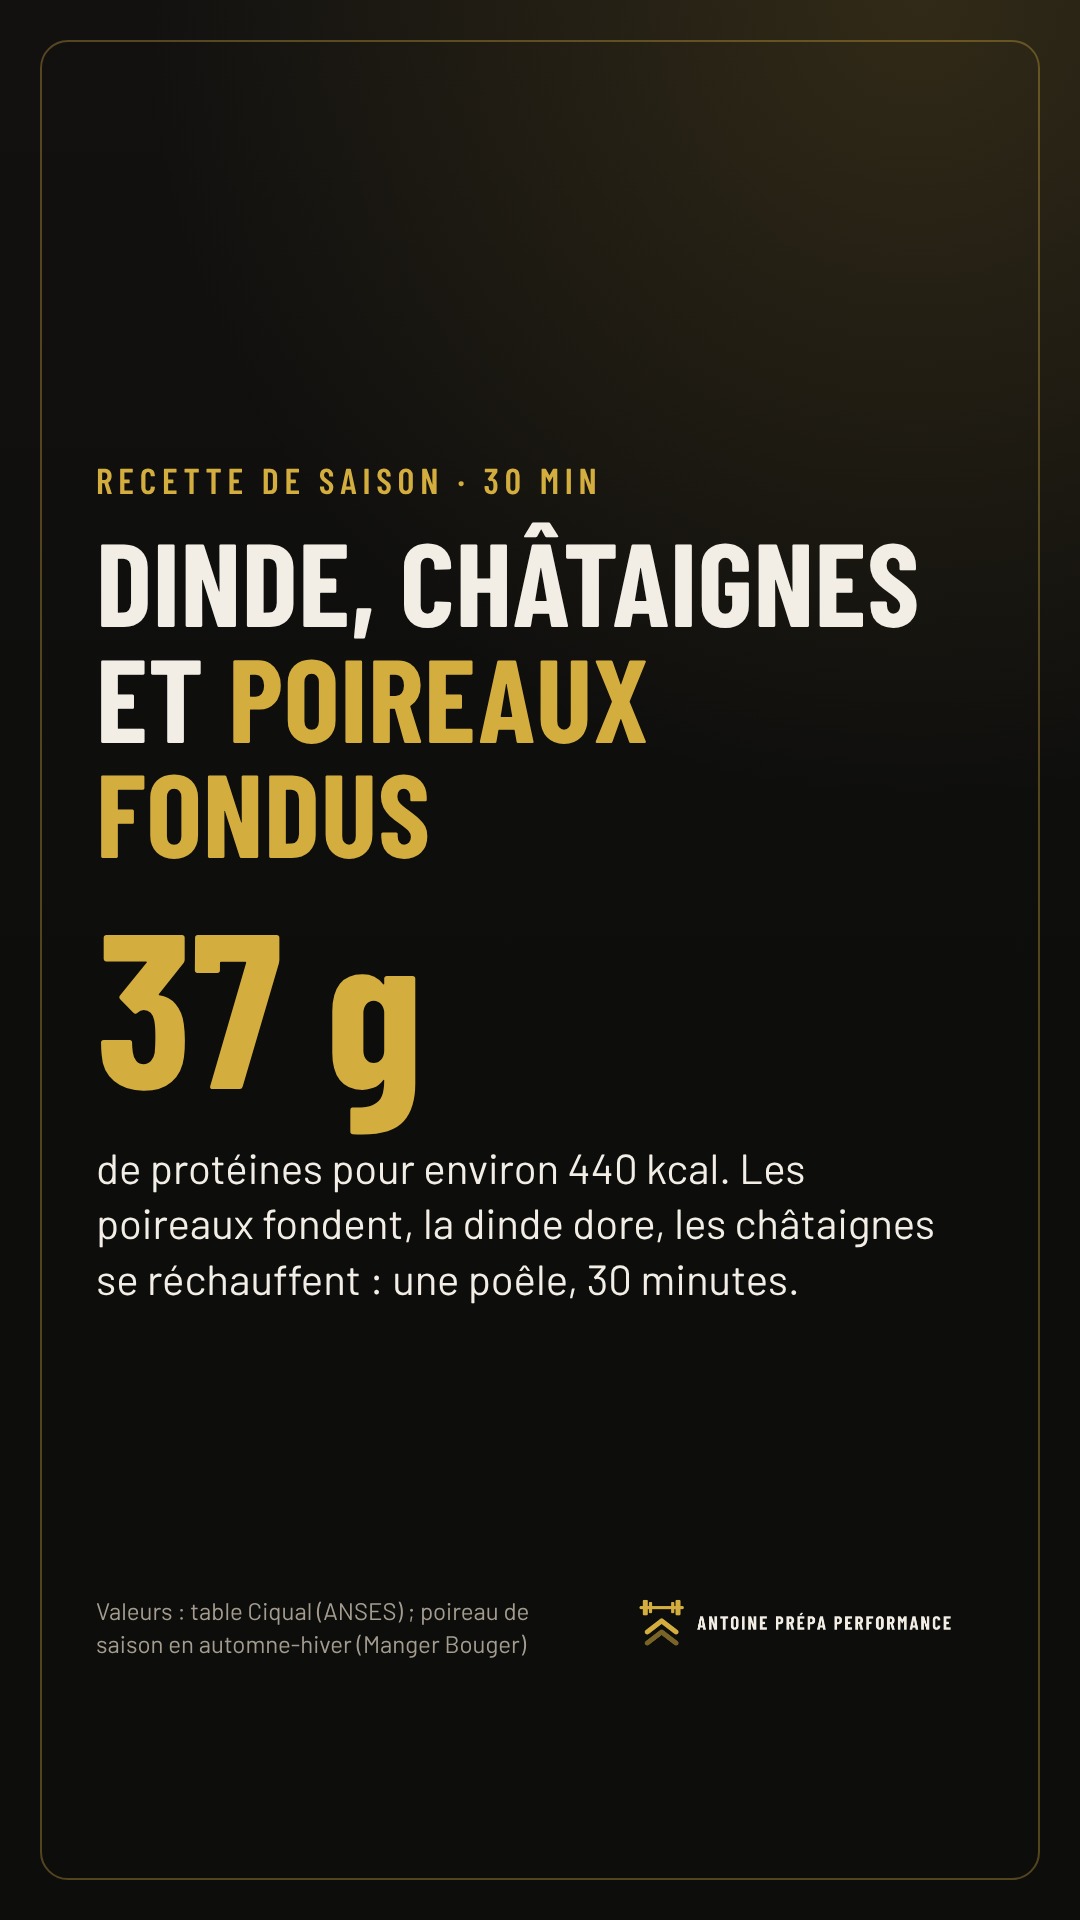 RECETTE DE SAISON · 30 MIN
DINDE, CHÂTAIGNES
ET POIREAUX
FONDUS
37 g
de protéines pour environ 440 kcal. Les
poireaux fondent, la dinde dore, les châtaignes
se réchauffent : une poêle, 30 minutes.
Valeurs : table Ciqual (ANSES) ; poireau de
saison en automne-hiver (Manger Bouger)
ANTOINE PRÉPA PERFORMANCE